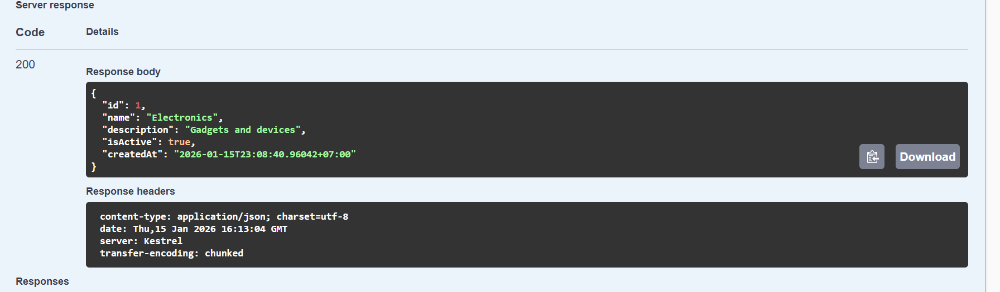 Server response
Code Details
200
Response body
{
  "id": 1,
  "name": "Electronics",
  "description": "Gadgets and devices",
  "isActive": true,
  "createdAt": "2026-01-15T23:08:40.96042+07:00"
}
Download
Response headers
content-type: application/json; charset=utf-8
date: Thu,15 Jan 2026 16:13:04 GMT
server: Kestrel
transfer-encoding: chunked
Responses